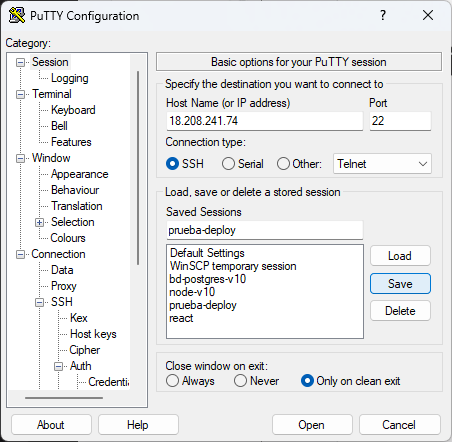 PuTTY Configuration
?
Category:
Session
Logging
Terminal
Keyboard
Bell
Features
Window
Appearance
Behaviour
Translation
Selection
Colours
Connection
Data
Proxy
SSH
Kex
Host keys
Cipher
Auth
Credentia
Basic options for your PuTTY session
Specify the destination you want to connect to
Host Name (or IP address) Port
18.208.241.74 22
Connection type:
SSH Serial Other: Telnet
Load, save or delete a stored session
Saved Sessions
prueba-deploy
Default Settings
WinSCP temporary session
bd-postgres-v10
node-v10
prueba-deploy
react
Load
Save
Delete
Close window on exit:
Always Never Only on clean exit
About Help Open Cancel